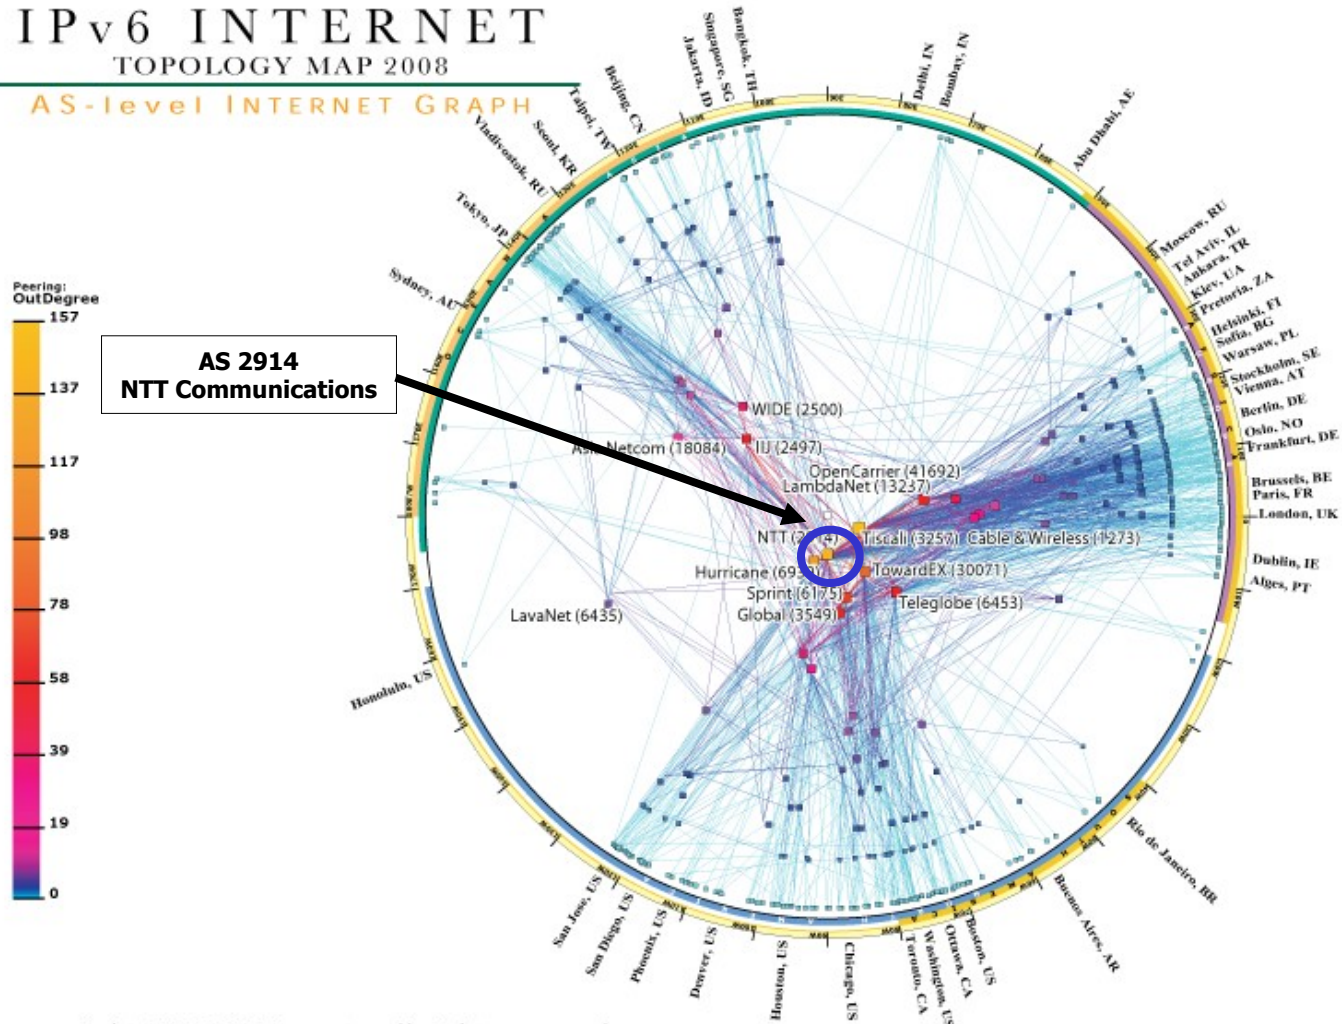 IPv6 INTERNET
TOPOLOGY MAP 2008
AS-level INTERNET GRAPH
Peering:
OutDegree
157
137
117
98
78
58
39
19
0
AS 2914
NTT Communications
Honolulu, US
Sydney, AU
Tokyo, JP
Vladivostok, RU
Seoul, KR
Taipei, TW
Beijing, CN
Jakarta, ID
Singapore, SG
Bangkok, TH
Delhi, IN
Bombay, IN
Abu Dhabi, AE
Moscow, RU
Tel Aviv, IL
Ankara, TR
Kiev, UA
Pretoria, ZA
Helsinki, FI
Sofia, BG
Warsaw, PL
Stockholm, SE
Vienna, AT
Berlin, DE
Oslo, NO
Frankfurt, DE
Brussels, BE
Paris, FR
London, UK
Dublin, IE
Alges, PT
Rio de Janeiro, BR
Buenos Aires, AR
Boston, US
Ottawa, CA
Washington, US
Toronto, CA
Chicago, US
Houston, US
Denver, US
Phoenix, US
San Diego, US
San Jose, US
WIDE (2500)
Asia Netcom (18084)
IIJ (2497)
OpenCarrier (41692)
LambdaNet (13237)
NTT
Tiscali (3257)
Cable & Wireless (1273)
Hurricane
TowardEX (30071)
Sprint (6175)
Teleglobe (6453)
Global (3549)
LavaNet (6435)